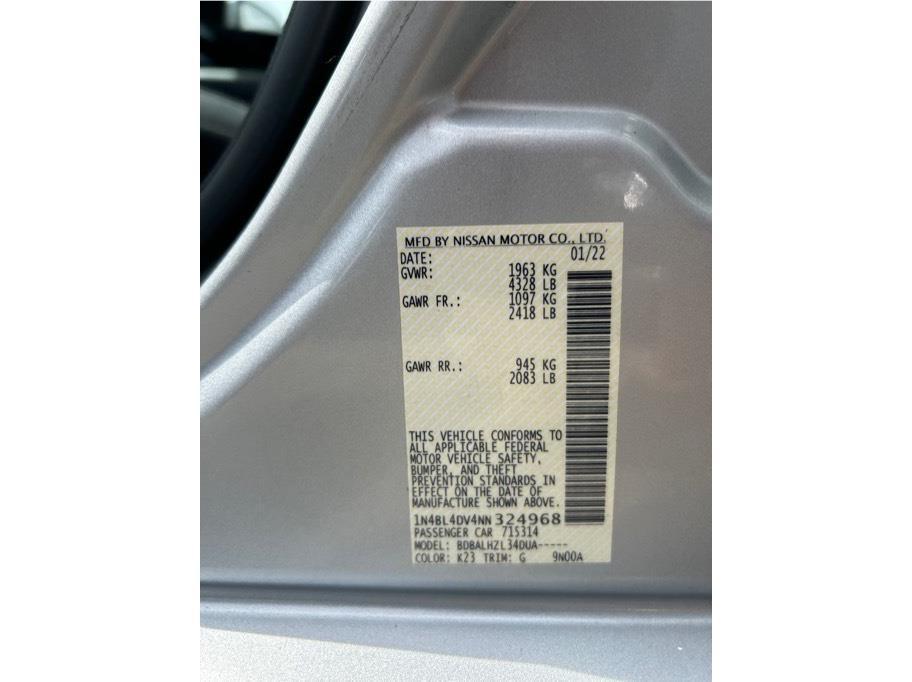 MFD BY NISSAN MOTOR CO., LTD.
DATE: 01/22
GVWR: 1963 KG
4328 LB
GAWR FR.: 1097 KG
2418 LB
GAWR RR.: 945 KG
2083 LB
THIS VEHICLE CONFORMS TO
ALL APPLICABLE FEDERAL
MOTOR VEHICLE SAFETY,
BUMPER, AND THEFT
PREVENTION STANDARDS IN
EFFECT ON THE DATE OF
MANUFACTURE SHOWN ABOVE.
1N4BL4DV4NN324968
PASSENGER CAR 715314
MODEL: BDBALHZL34DUA-----
COLOR: K23 TRIM: G 9N00A